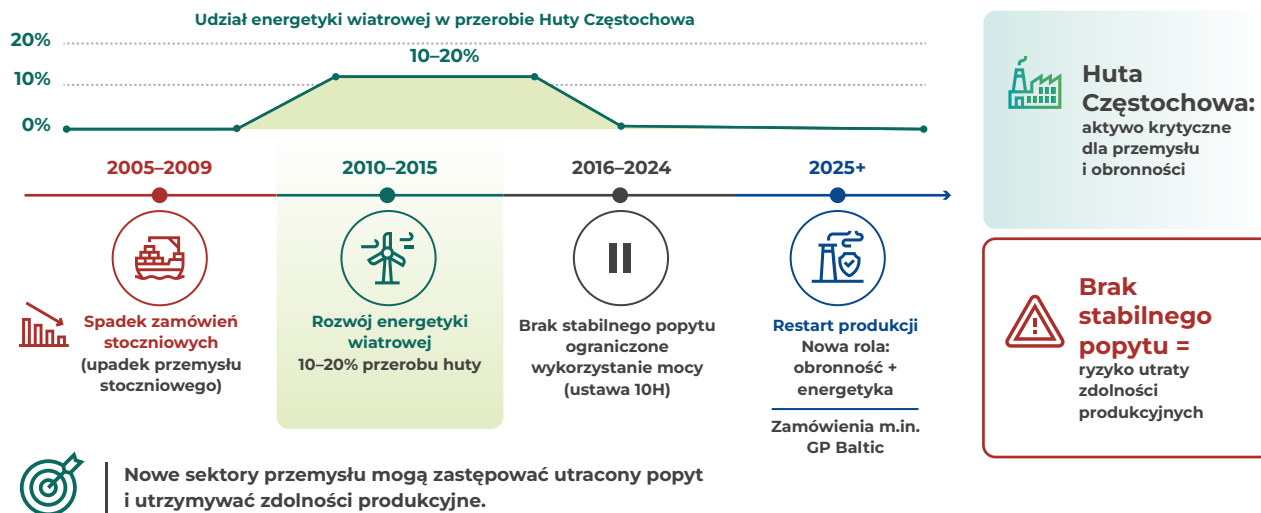 Udział energetyki wiatrowej w przerobie Huty Częstochowa
20%
10–20%
10%
0%
2005–2009
2010–2015
2016–2024
2025+
Spadek zamówień
stoczniowych
(upadek przemysłu
stoczniowego)
Rozwój energetyki
wiatrowej
10–20% przerobu huty
Brak stabilnego popytu
ograniczone
wykorzystanie mocy
(ustawa 10H)
Restart produkcji
Nowa rola:
obronność +
energetyka
Zamówienia m.in.
GP Baltic
Huta
Częstochowa:
aktywo krytyczne
dla przemysłu
i obronności
Brak
stabilnego
popytu =
ryzyko utraty
zdolności
produkcyjnych
Nowe sektory przemysłu mogą zastępować utracony popyt
i utrzymywać zdolności produkcyjne.